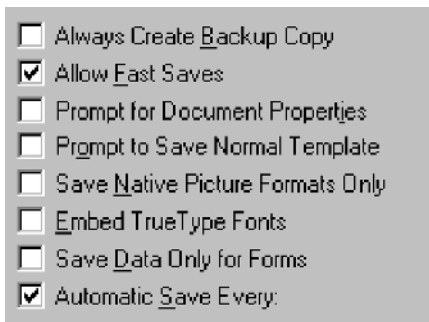 Always Create Backup Copy
Allow Fast Saves
Prompt for Document Properties
Prompt to Save Normal Template
Save Native Picture Formats Only
Embed TrueType Fonts
Save Data Only for Forms
Automatic Save Every: